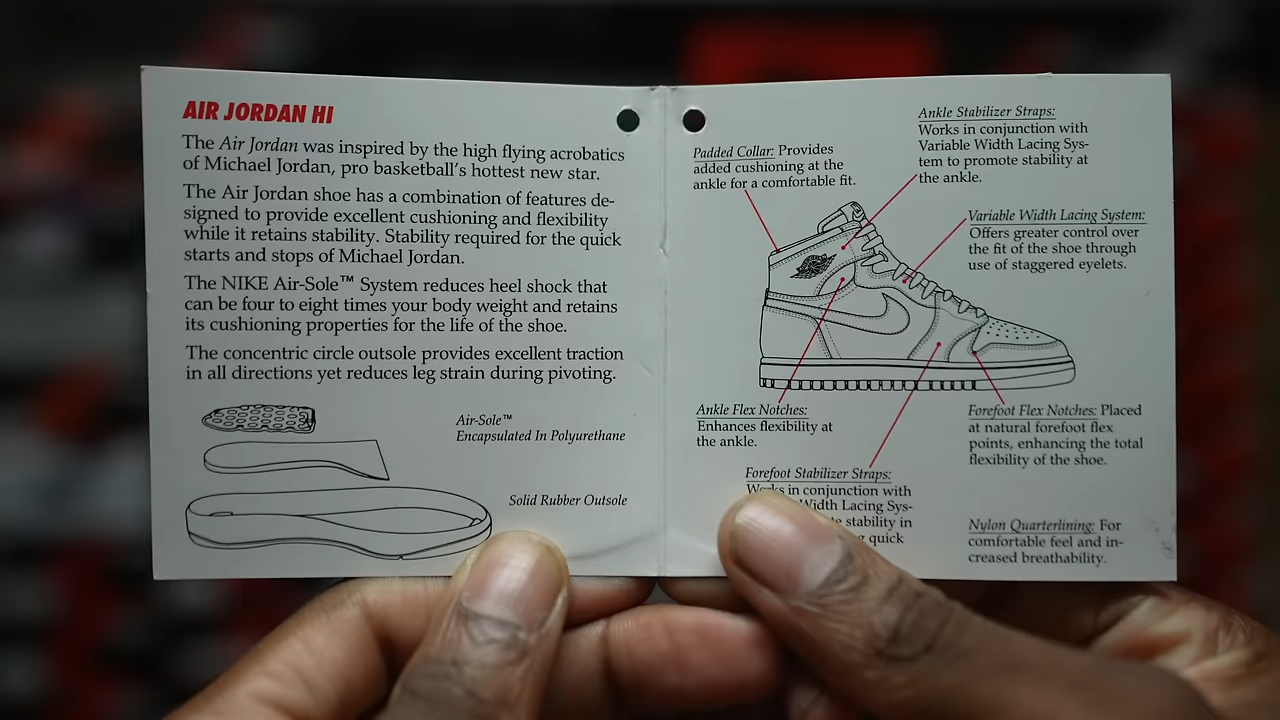 AIR JORDAN HI
The Air Jordan was inspired by the high flying acrobatics
of Michael Jordan, pro basketball's hottest new star.
The Air Jordan shoe has a combination of features de-
signed to provide excellent cushioning and flexibility
while it retains stability. Stability required for the quick
starts and stops of Michael Jordan.
The NIKE Air-Sole™ System reduces heel shock that
can be four to eight times your body weight and retains
its cushioning properties for the life of the shoe.
The concentric circle outsole provides excellent traction
in all directions yet reduces leg strain during pivoting.
Air-Sole™
Encapsulated In Polyurethane
Solid Rubber Outsole
Padded Collar: Provides
added cushioning at the
ankle for a comfortable fit.
Ankle Stabilizer Straps:
Works in conjunction with
Variable Width Lacing Sys-
tem to promote stability at
the ankle.
Variable Width Lacing System:
Offers greater control over
the fit of the shoe through
use of staggered eyelets.
Ankle Flex Notches:
Enhances flexibility at
the ankle.
Forefoot Stabilizer Straps:
Works in conjunction with
Width Lacing Sys-
stability in
quick
Forefoot Flex Notches: Placed
at natural forefoot flex
points, enhancing the total
flexibility of the shoe.
Nylon Quarterlining: For
comfortable feel and in-
creased breathability.